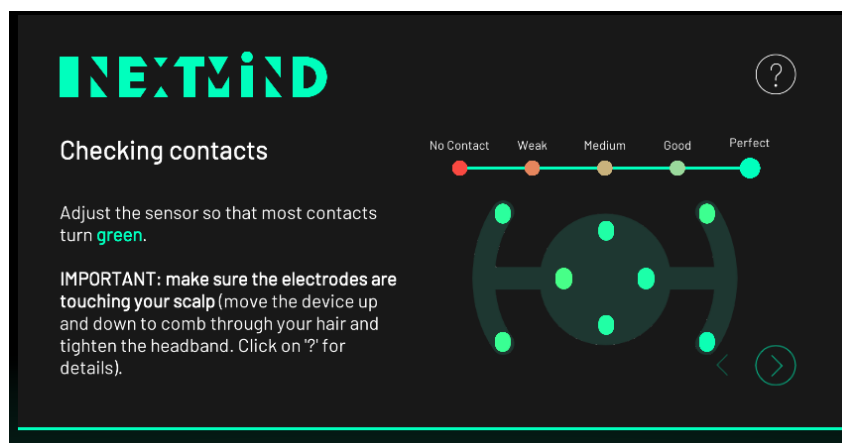 NEXTMIND
?
Checking contacts
No Contact Weak Medium Good Perfect
Adjust the sensor so that most contacts
turn green.
IMPORTANT: make sure the electrodes are
touching your scalp (move the device up
and down to comb through your hair and
tighten the headband. Click on '?' for
details).